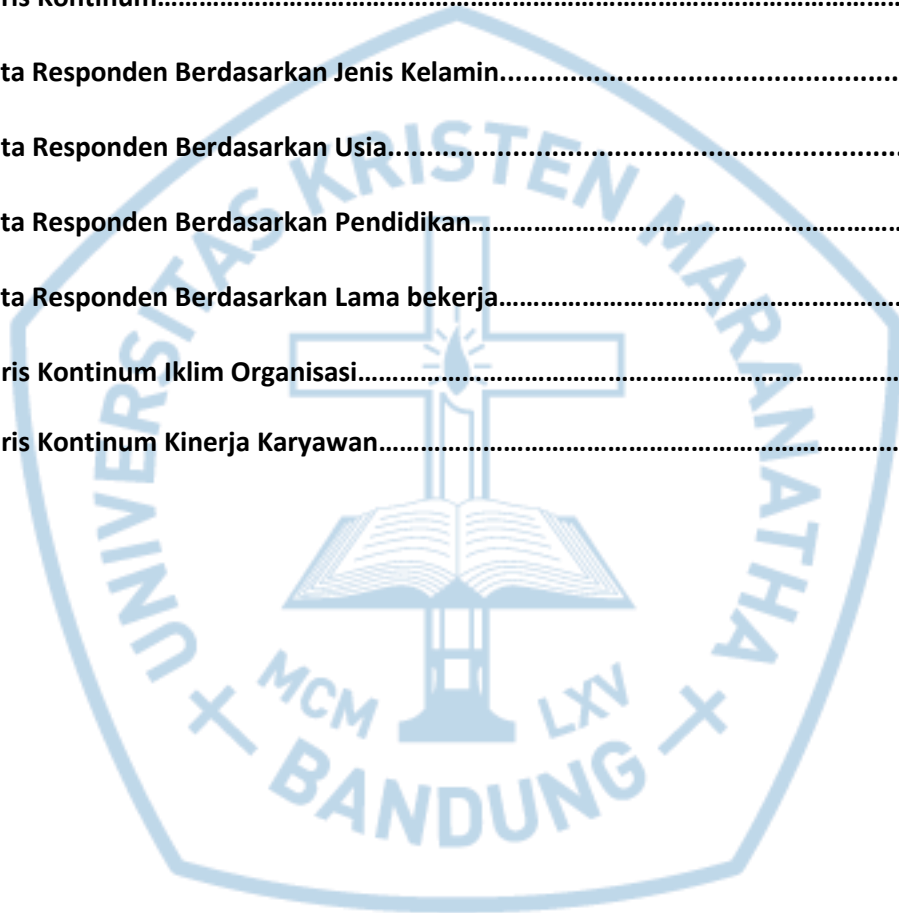 ris Kontinum……………………………………………………………………………
ta Responden Berdasarkan Jenis Kelamin....................................................
ta Responden Berdasarkan Usia...................................................................
ta Responden Berdasarkan Pendidikan………………………………………………………
ta Responden Berdasarkan Lama bekerja……………………………………………………
ris Kontinum Iklim Organisasi……………………………………………………………………
ris Kontinum Kinerja Karyawan…………………………………………………………………
UNIVERSITAS KRISTEN MARANATHA
MCM LXV
BANDUNG